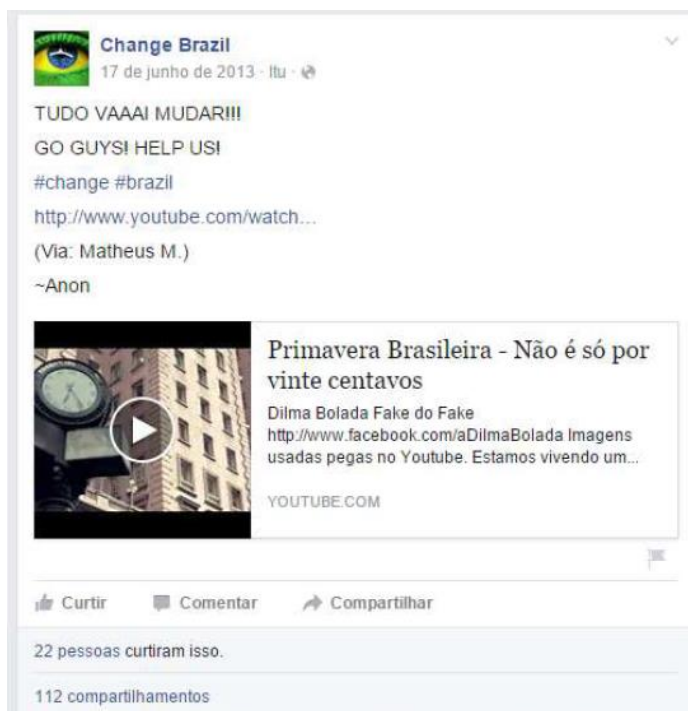 Change Brazil
17 de junho de 2013 · Itu ·
TUDO VAAAI MUDAR!!!
GO GUYS! HELP US!
#change #brazil
http://www.youtube.com/watch...
(Via: Matheus M.)
~Anon
Primavera Brasileira - Não é só por
vinte centavos
Dilma Bolada Fake do Fake
http://www.facebook.com/aDilmaBolada Imagens
usadas pegas no Youtube. Estamos vivendo um...
YOUTUBE.COM
Curtir Comentar Compartilhar
22 pessoas curtiram isso.
112 compartilhamentos